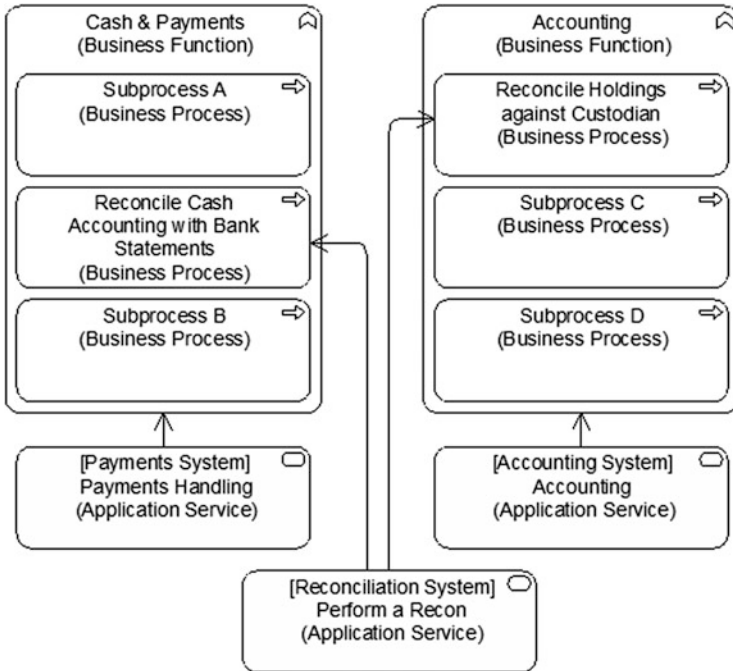 Cash & Payments
(Business Function)
Subprocess A
(Business Process)
Reconcile Cash
Accounting with Bank
Statements
(Business Process)
Subprocess B
(Business Process)
[Payments System]
Payments Handling
(Application Service)
Accounting
(Business Function)
Reconcile Holdings
against Custodian
(Business Process)
Subprocess C
(Business Process)
Subprocess D
(Business Process)
[Accounting System]
Accounting
(Application Service)
[Reconciliation System]
Perform a Recon
(Application Service)